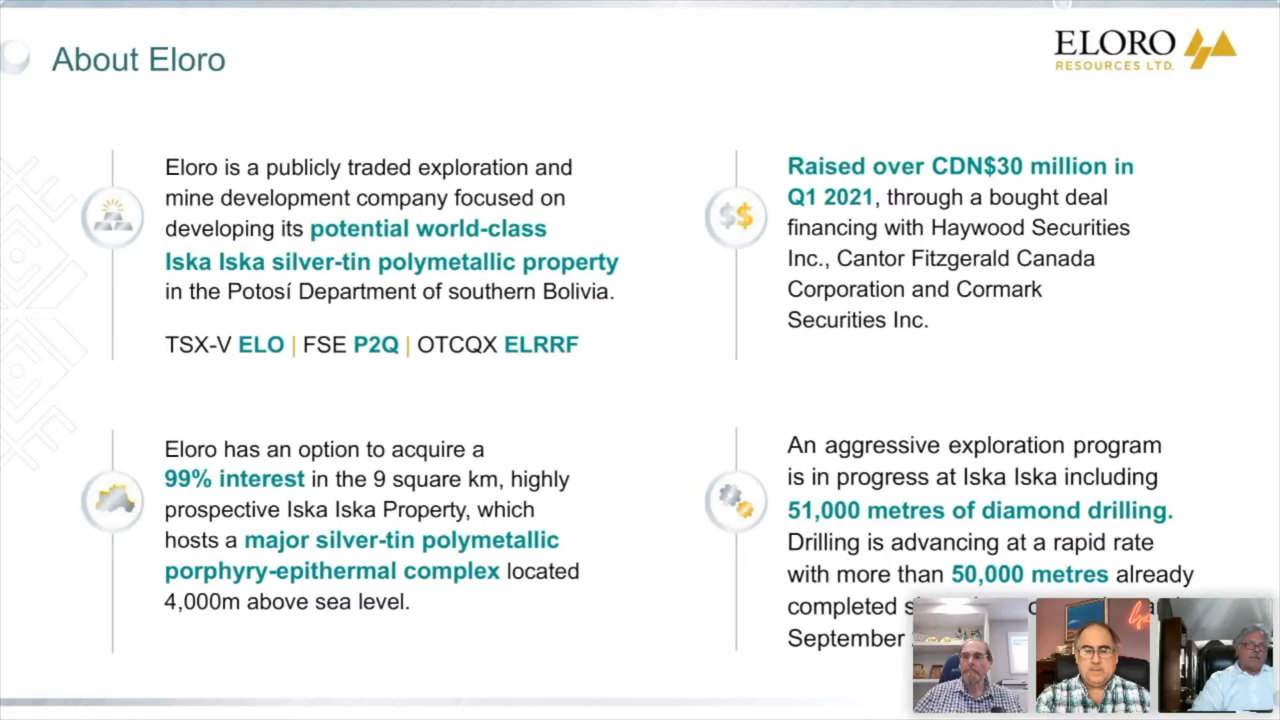 About Eloro
ELORO
RESOURCES LTD.
Eloro is a publicly traded exploration and
mine development company focused on
developing its potential world-class
Iska Iska silver-tin polymetallic property
in the Potosí Department of southern Bolivia.
TSX-V ELO | FSE P2Q | OTCQX ELRRF
Raised over CDN$30 million in
Q1 2021, through a bought deal
financing with Haywood Securities
Inc., Cantor Fitzgerald Canada
Corporation and Cormark
Securities Inc.
Eloro has an option to acquire a
99% interest in the 9 square km, highly
prospective Iska Iska Property, which
hosts a major silver-tin polymetallic
porphyry-epithermal complex located
4,000m above sea level.
An aggressive exploration program
is in progress at Iska Iska including
51,000 metres of diamond drilling.
Drilling is advancing at a rapid rate
with more than 50,000 metres already
completed
September